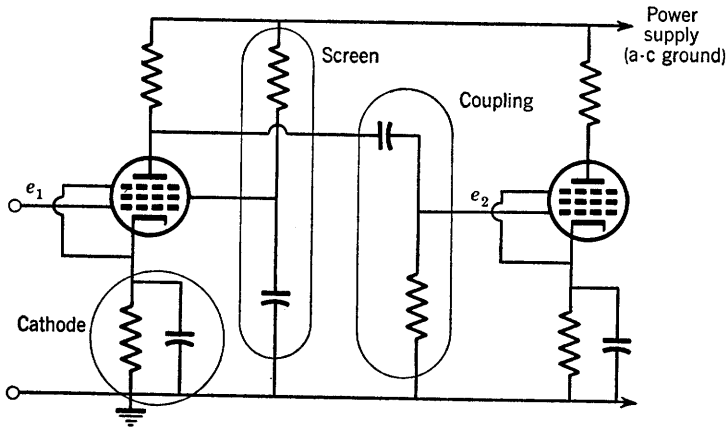 Power
supply
(a-c ground)
Screen
Coupling
e₁
e₂
Cathode